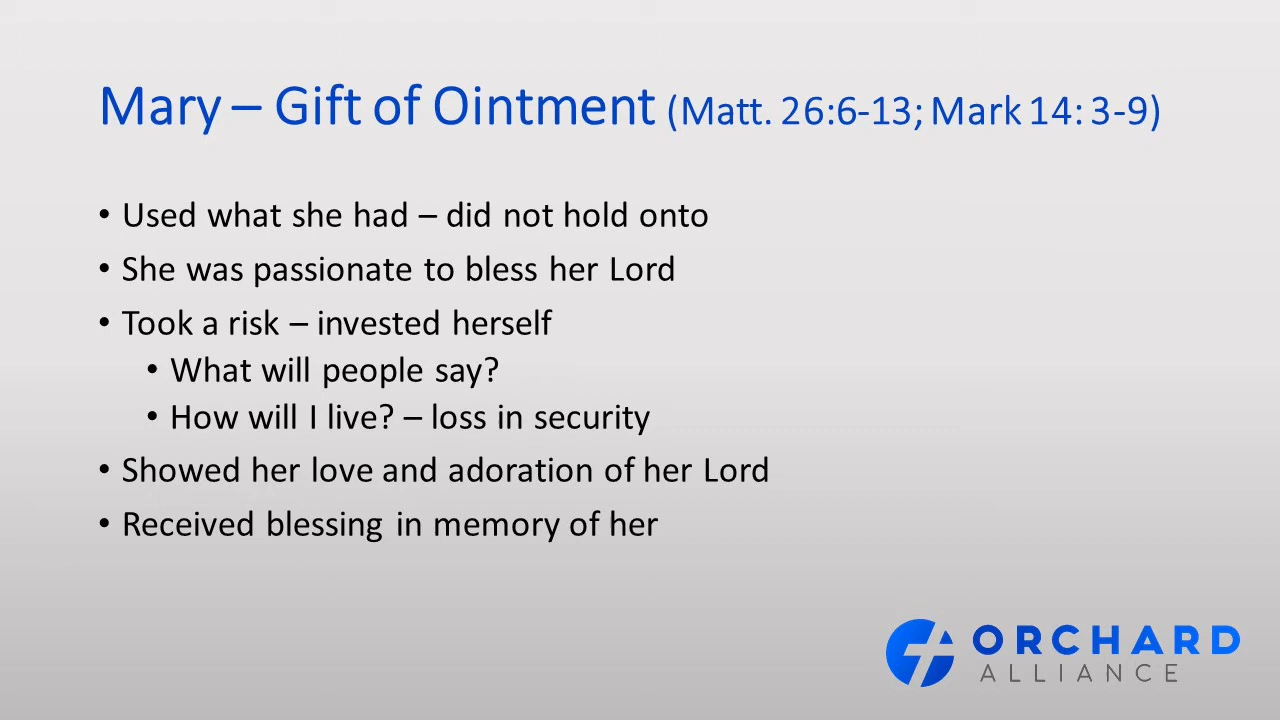 Mary – Gift of Ointment (Matt. 26:6-13; Mark 14: 3-9)
• Used what she had – did not hold onto
• She was passionate to bless her Lord
• Took a risk – invested herself
• What will people say?
• How will I live? – loss in security
• Showed her love and adoration of her Lord
• Received blessing in memory of her
ORCHARD
ALLIANCE